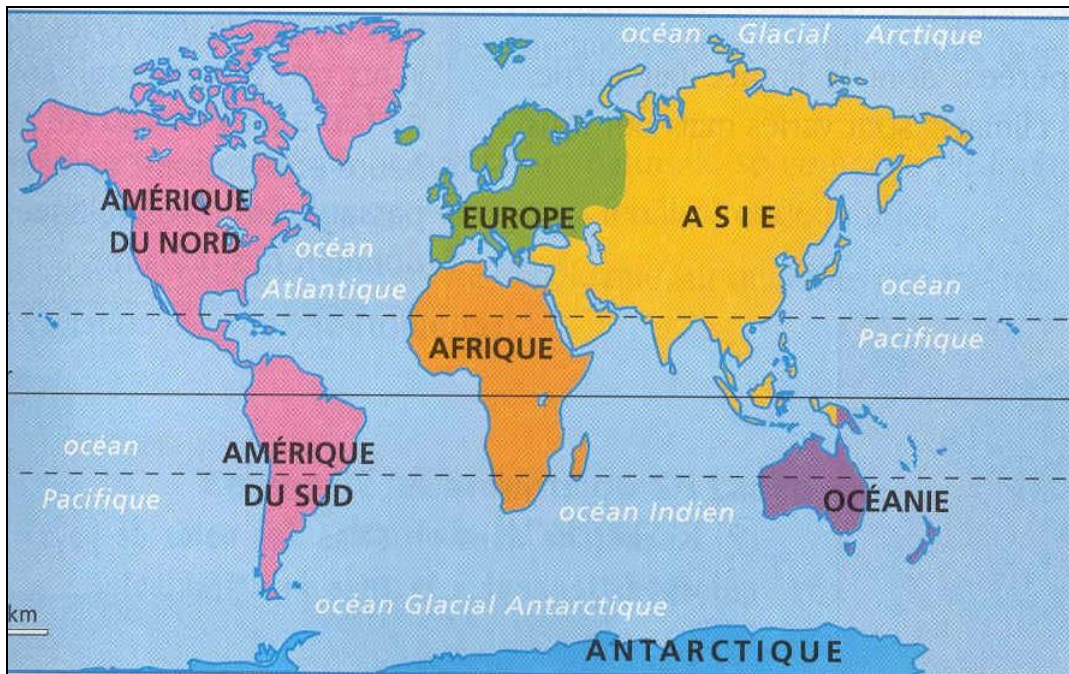 océan Glacial Arctique
AMÉRIQUE
DU NORD
EUROPE
ASIE
océan
Atlantique
océan
Pacifique
AFRIQUE
océan
Pacifique
AMÉRIQUE
DU SUD
océan Indien
OCÉANIE
océan Glacial Antarctique
km
ANTARCTIQUE